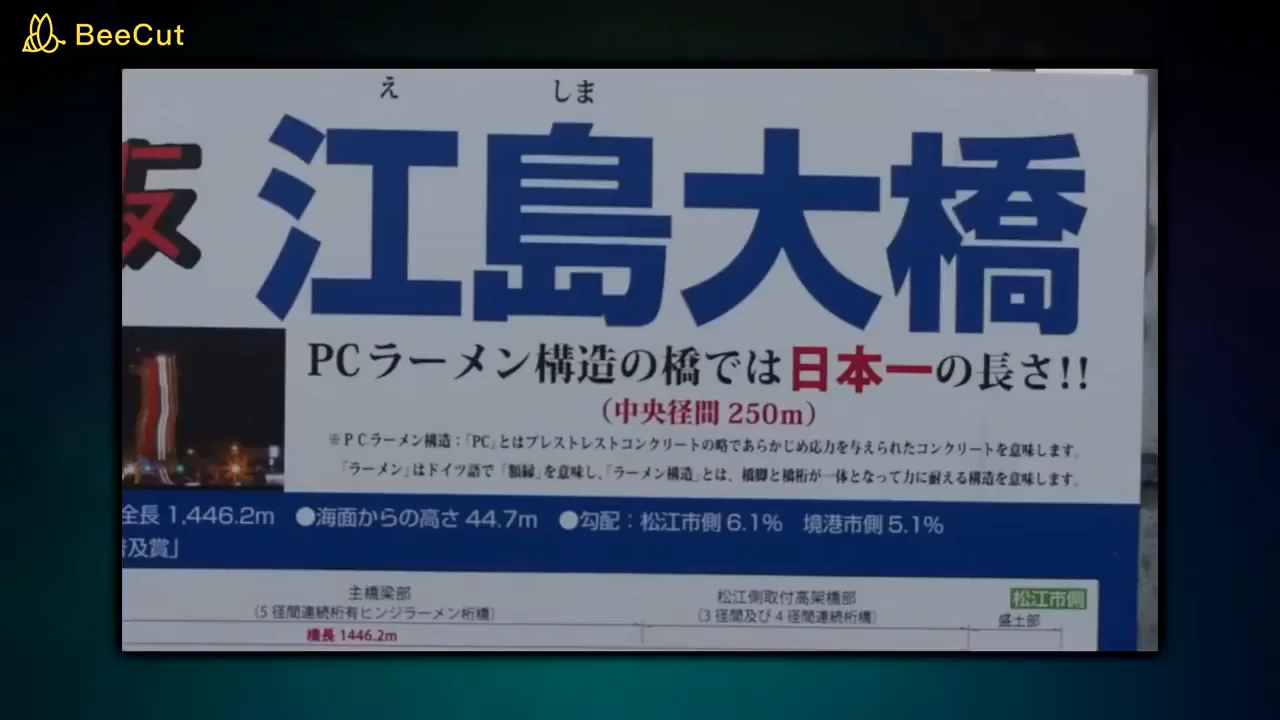 BeeCut
え しま
江島大橋
PCラーメン構造の橋では日本一の長さ!!
(中央径間 250m)
※PCラーメン構造:「PC」とはプレストレストコンクリートの略であらかじめ応力を与えられたコンクリートを意味します。
「ラーメン」はドイツ語で「額縁」を意味し、「ラーメン構造」とは、橋脚と橋桁が一体となって力に耐える構造を意味します。
全長 1,446.2m ●海面からの高さ 44.7m ●勾配:松江市側 6.1% 境港市側 5.1%
及賞」
主橋梁部 松江側取付高架橋部 松江市側
(5 径間連続桁有ヒンジラーメン桁橋) (3 径間及び 4 径間連続桁橋) 盛土部
橋長 1446.2m